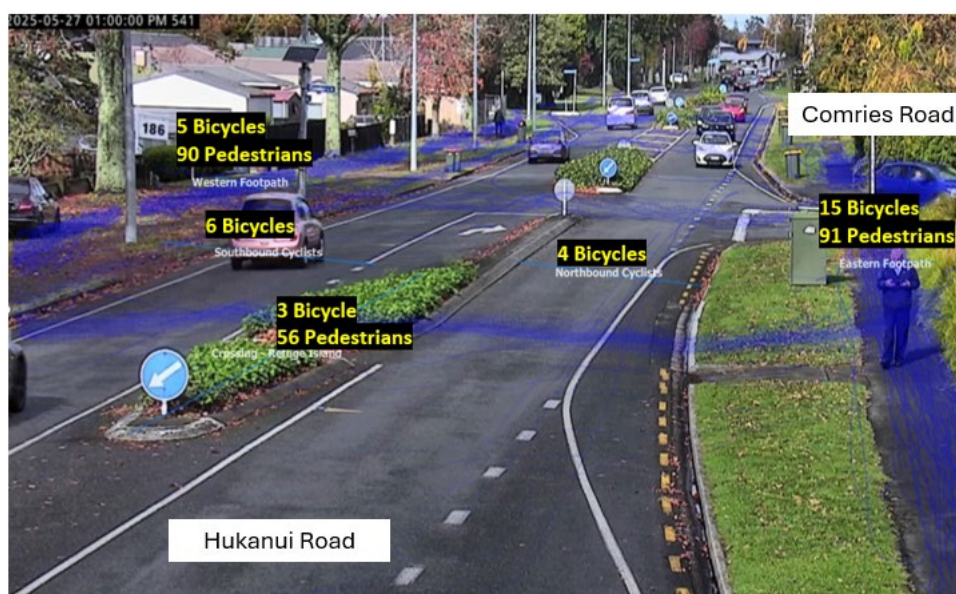 2025-05-27 01:00:00 PM 541
Comries Road
186
5 Bicycles
90 Pedestrians
Western Footpath
15 Bicycles
91 Pedestrians
Eastern Footpath
6 Bicycles
Southbound Cyclists
4 Bicycles
Northbound Cyclists
3 Bicycle
56 Pedestrians
Crossing - Refuge Island
Hukanui Road